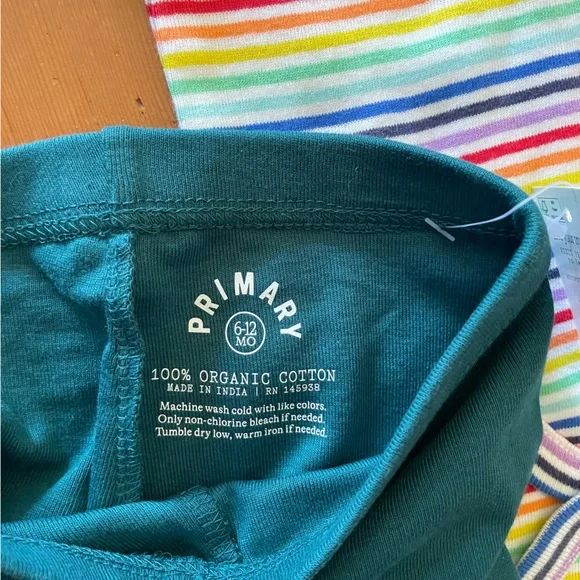 PRIMARY
6-12
MO
100% ORGANIC COTTON
MADE IN INDIA | RN 145938
Machine wash cold with like colors.
Only non-chlorine bleach if needed.
Tumble dry low, warm iron if needed.